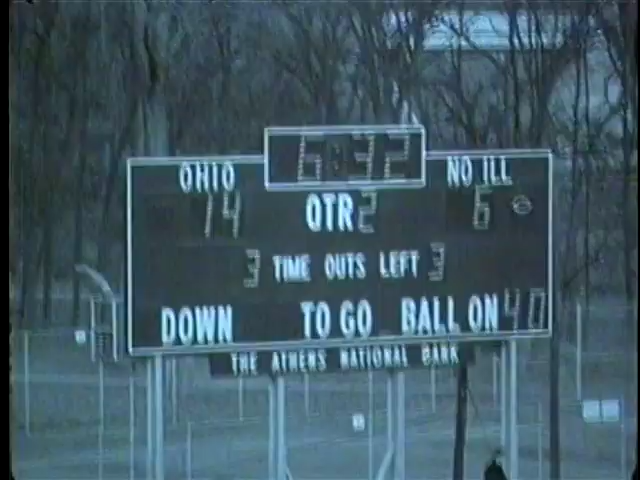 6:32
OHIO NO ILL
14 QTR 2 6
3 TIME OUTS LEFT 3
DOWN TO GO BALL ON 40
THE ATHENS NATIONAL BANK